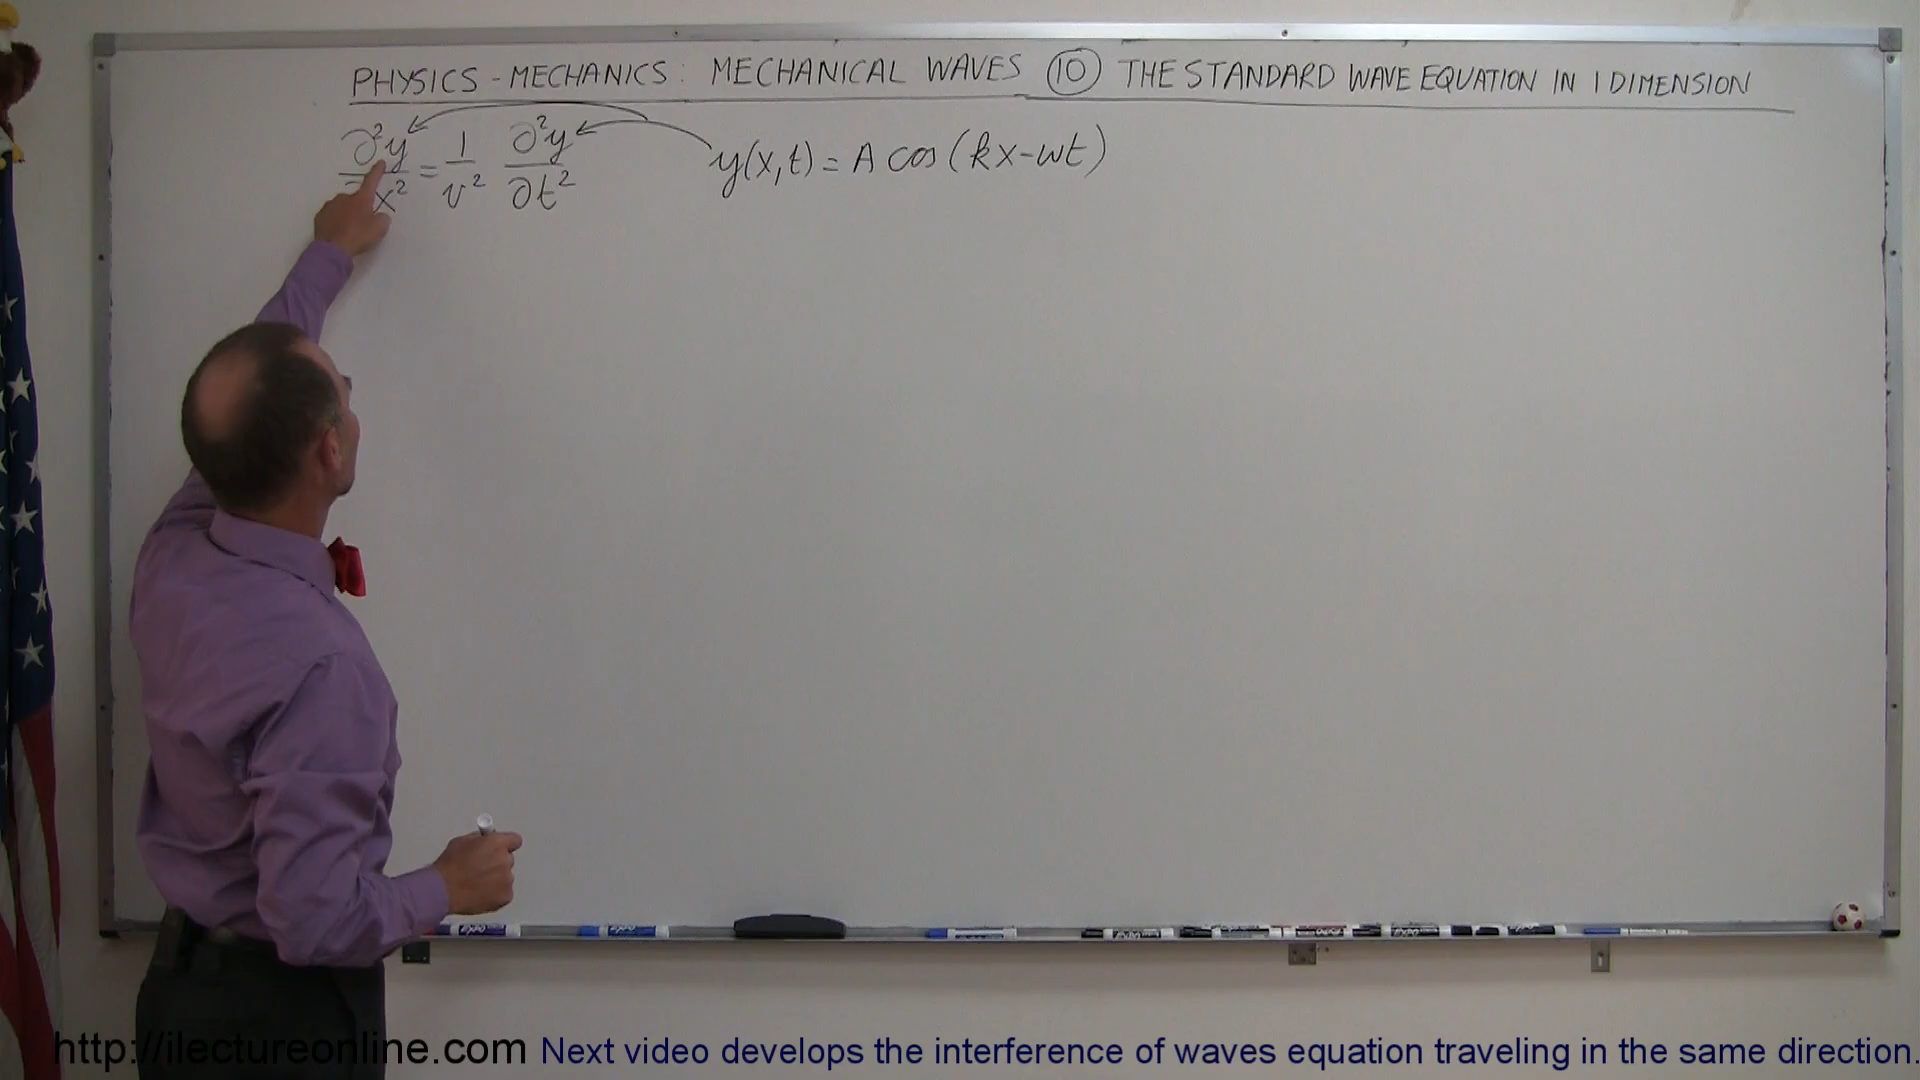 PHYSICS - MECHANICS: MECHANICAL WAVES ⑩ THE STANDARD WAVE EQUATION IN 1 DIMENSION
∂²y/∂x² = 1/v² ∂²y/∂t² y(x,t) = A cos(kx-ωt)
http://ilectureonline.com Next video develops the interference of waves equation traveling in the same direction.